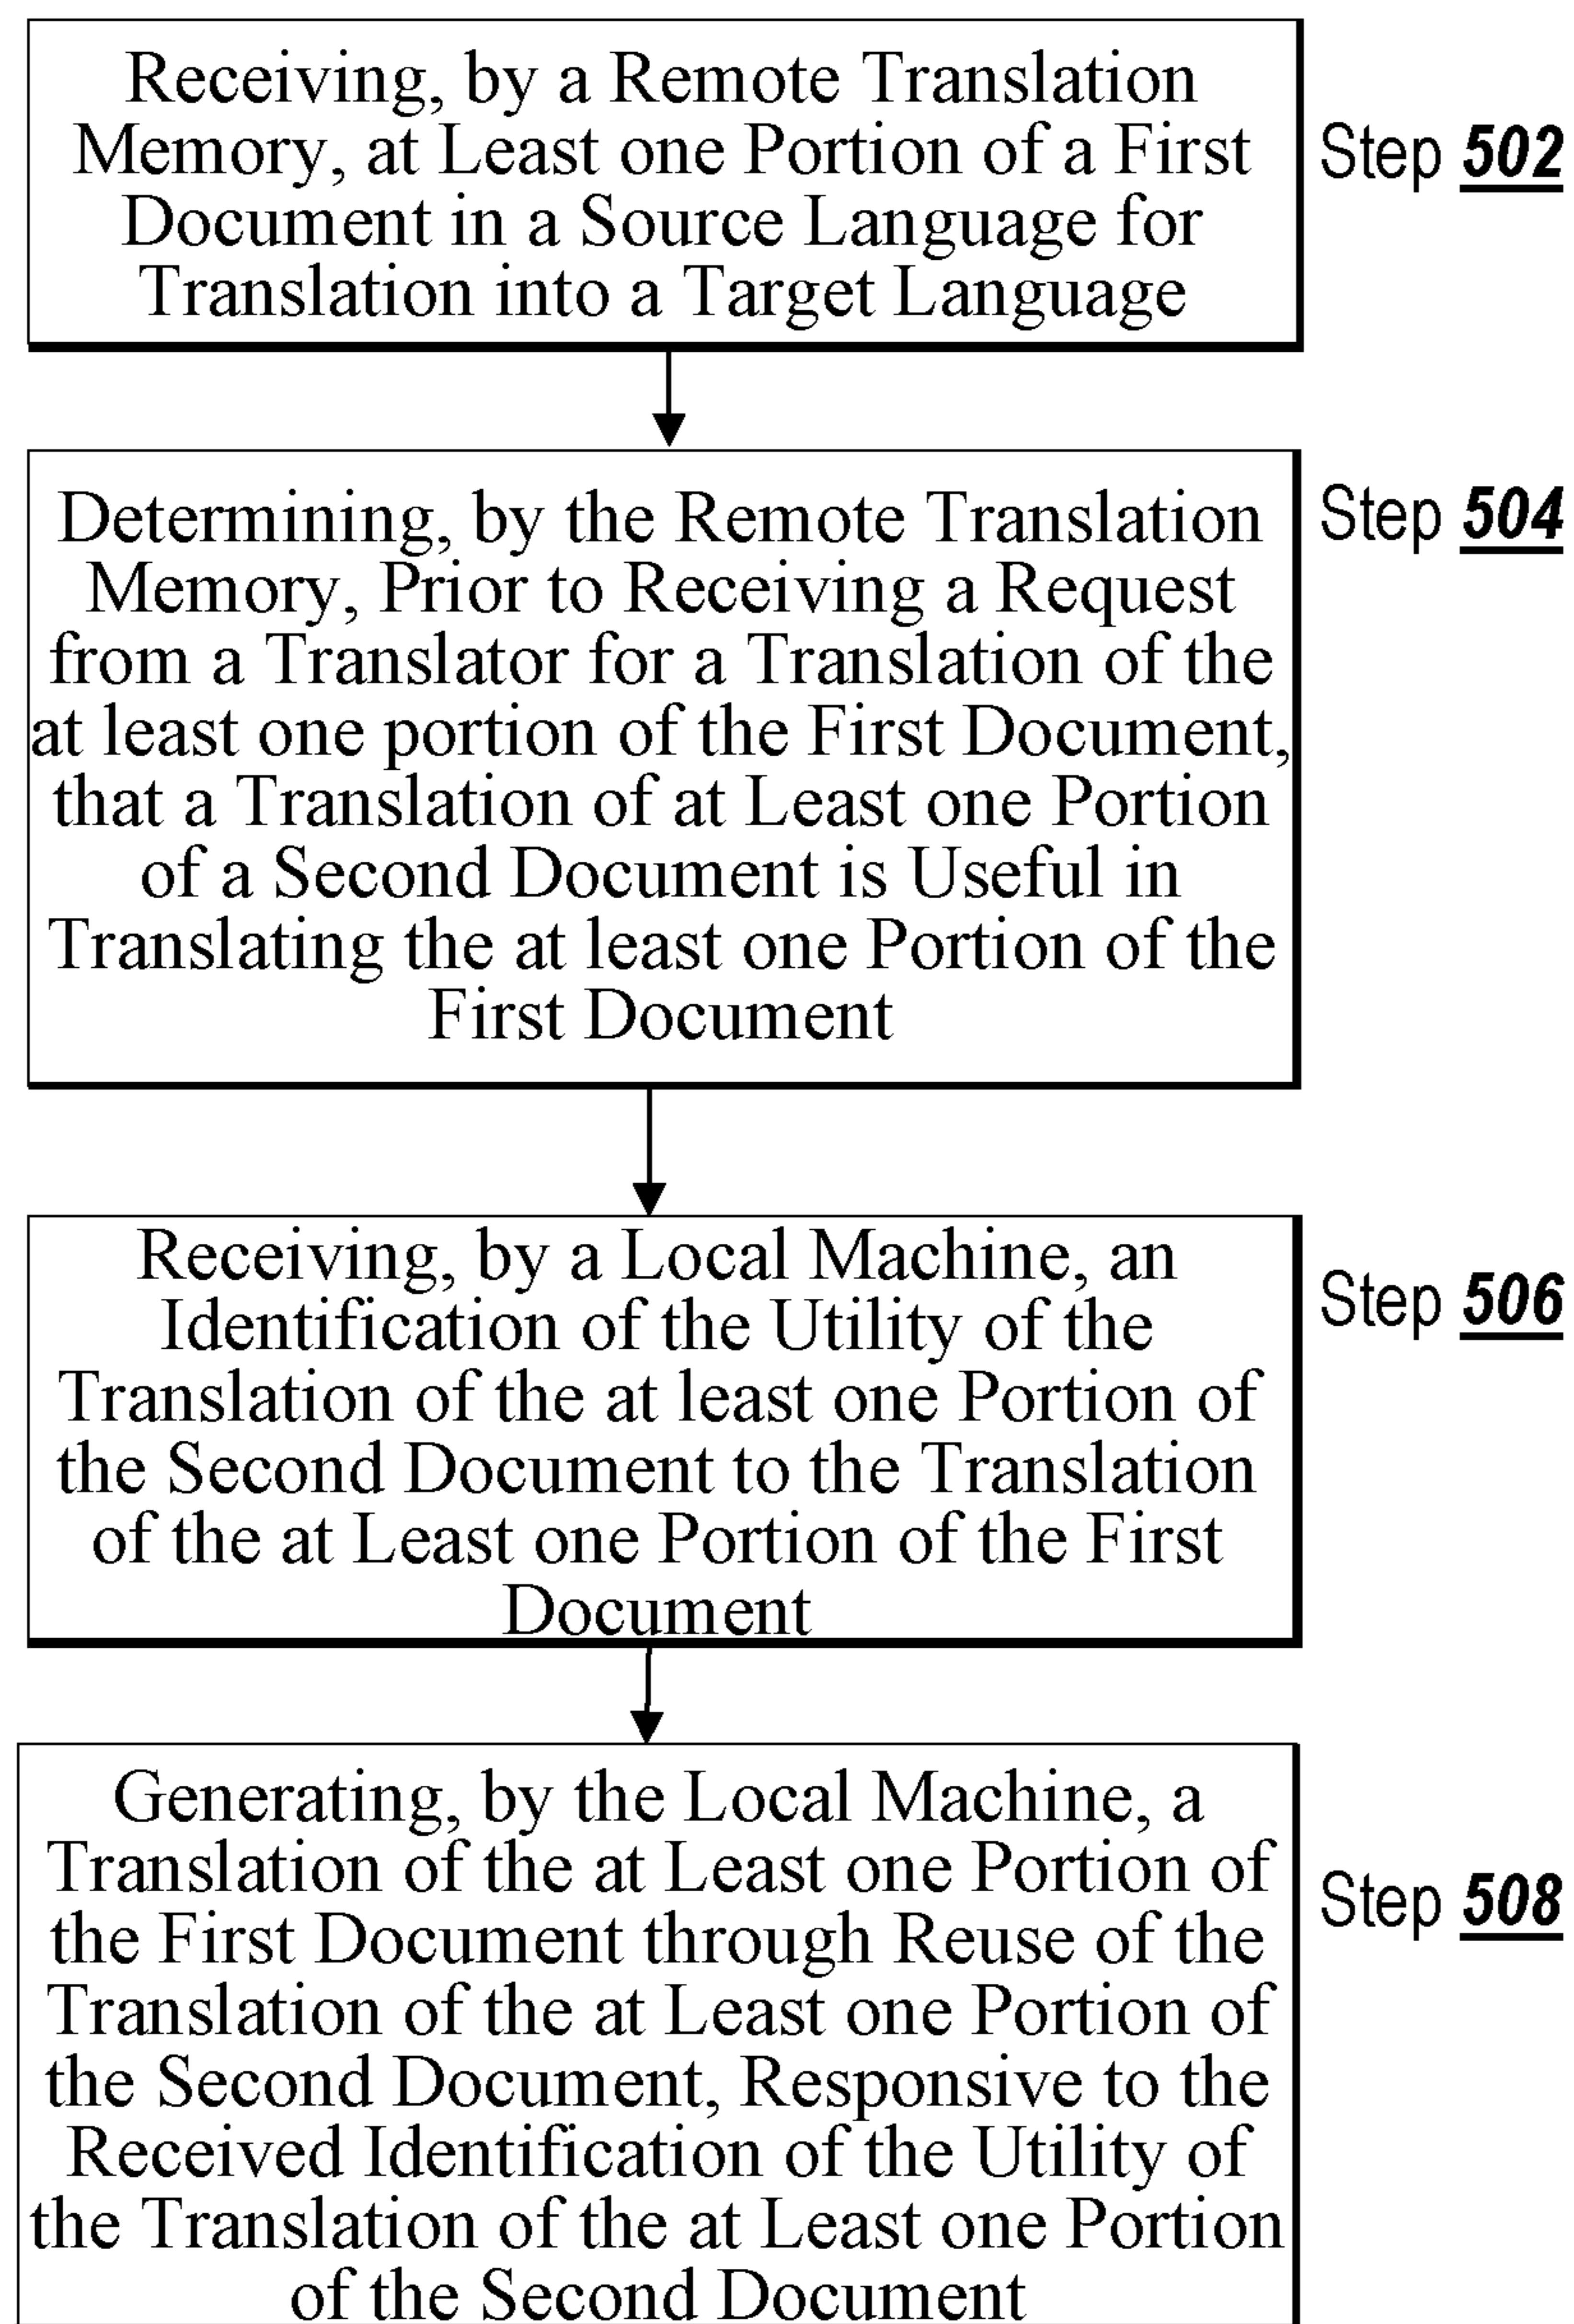 Receiving, by a Remote Translation
Memory, at Least one Portion of a First
Document in a Source Language for
Translation into a Target Language
Step 502
Determining, by the Remote Translation
Memory, Prior to Receiving a Request
from a Translator for a Translation of the
at least one portion of the First Document,
that a Translation of at Least one Portion
of a Second Document is Useful in
Translating the at least one Portion of the
First Document
Step 504
Receiving, by a Local Machine, an
Identification of the Utility of the
Translation of the at least one Portion of
the Second Document to the Translation
of the at Least one Portion of the First
Document
Step 506
Generating, by the Local Machine, a
Translation of the at Least one Portion of
the First Document through Reuse of the
Translation of the at Least one Portion of
the Second Document, Responsive to the
Received Identification of the Utility of
the Translation of the at Least one Portion
of the Second Document
Step 508